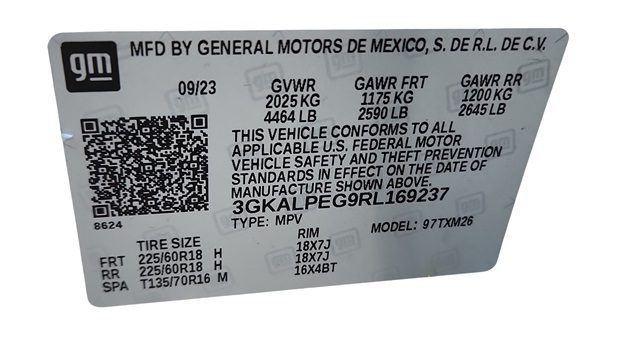 gm MFD BY GENERAL MOTORS DE MEXICO, S. DE R.L. DE C.V.
09/23 GVWR GAWR FRT GAWR RR
2025 KG 1175 KG 1200 KG
4464 LB 2590 LB 2645 LB
THIS VEHICLE CONFORMS TO ALL
APPLICABLE U.S. FEDERAL MOTOR
VEHICLE SAFETY AND THEFT PREVENTION
STANDARDS IN EFFECT ON THE DATE OF
MANUFACTURE SHOWN ABOVE.
3GKALPEG9RL169237
8624 TYPE: MPV MODEL: 97TXM26
TIRE SIZE RIM
FRT 225/60R18 H 18X7J
RR 225/60R18 H 18X7J
SPA T135/70R16 M 16X4BT